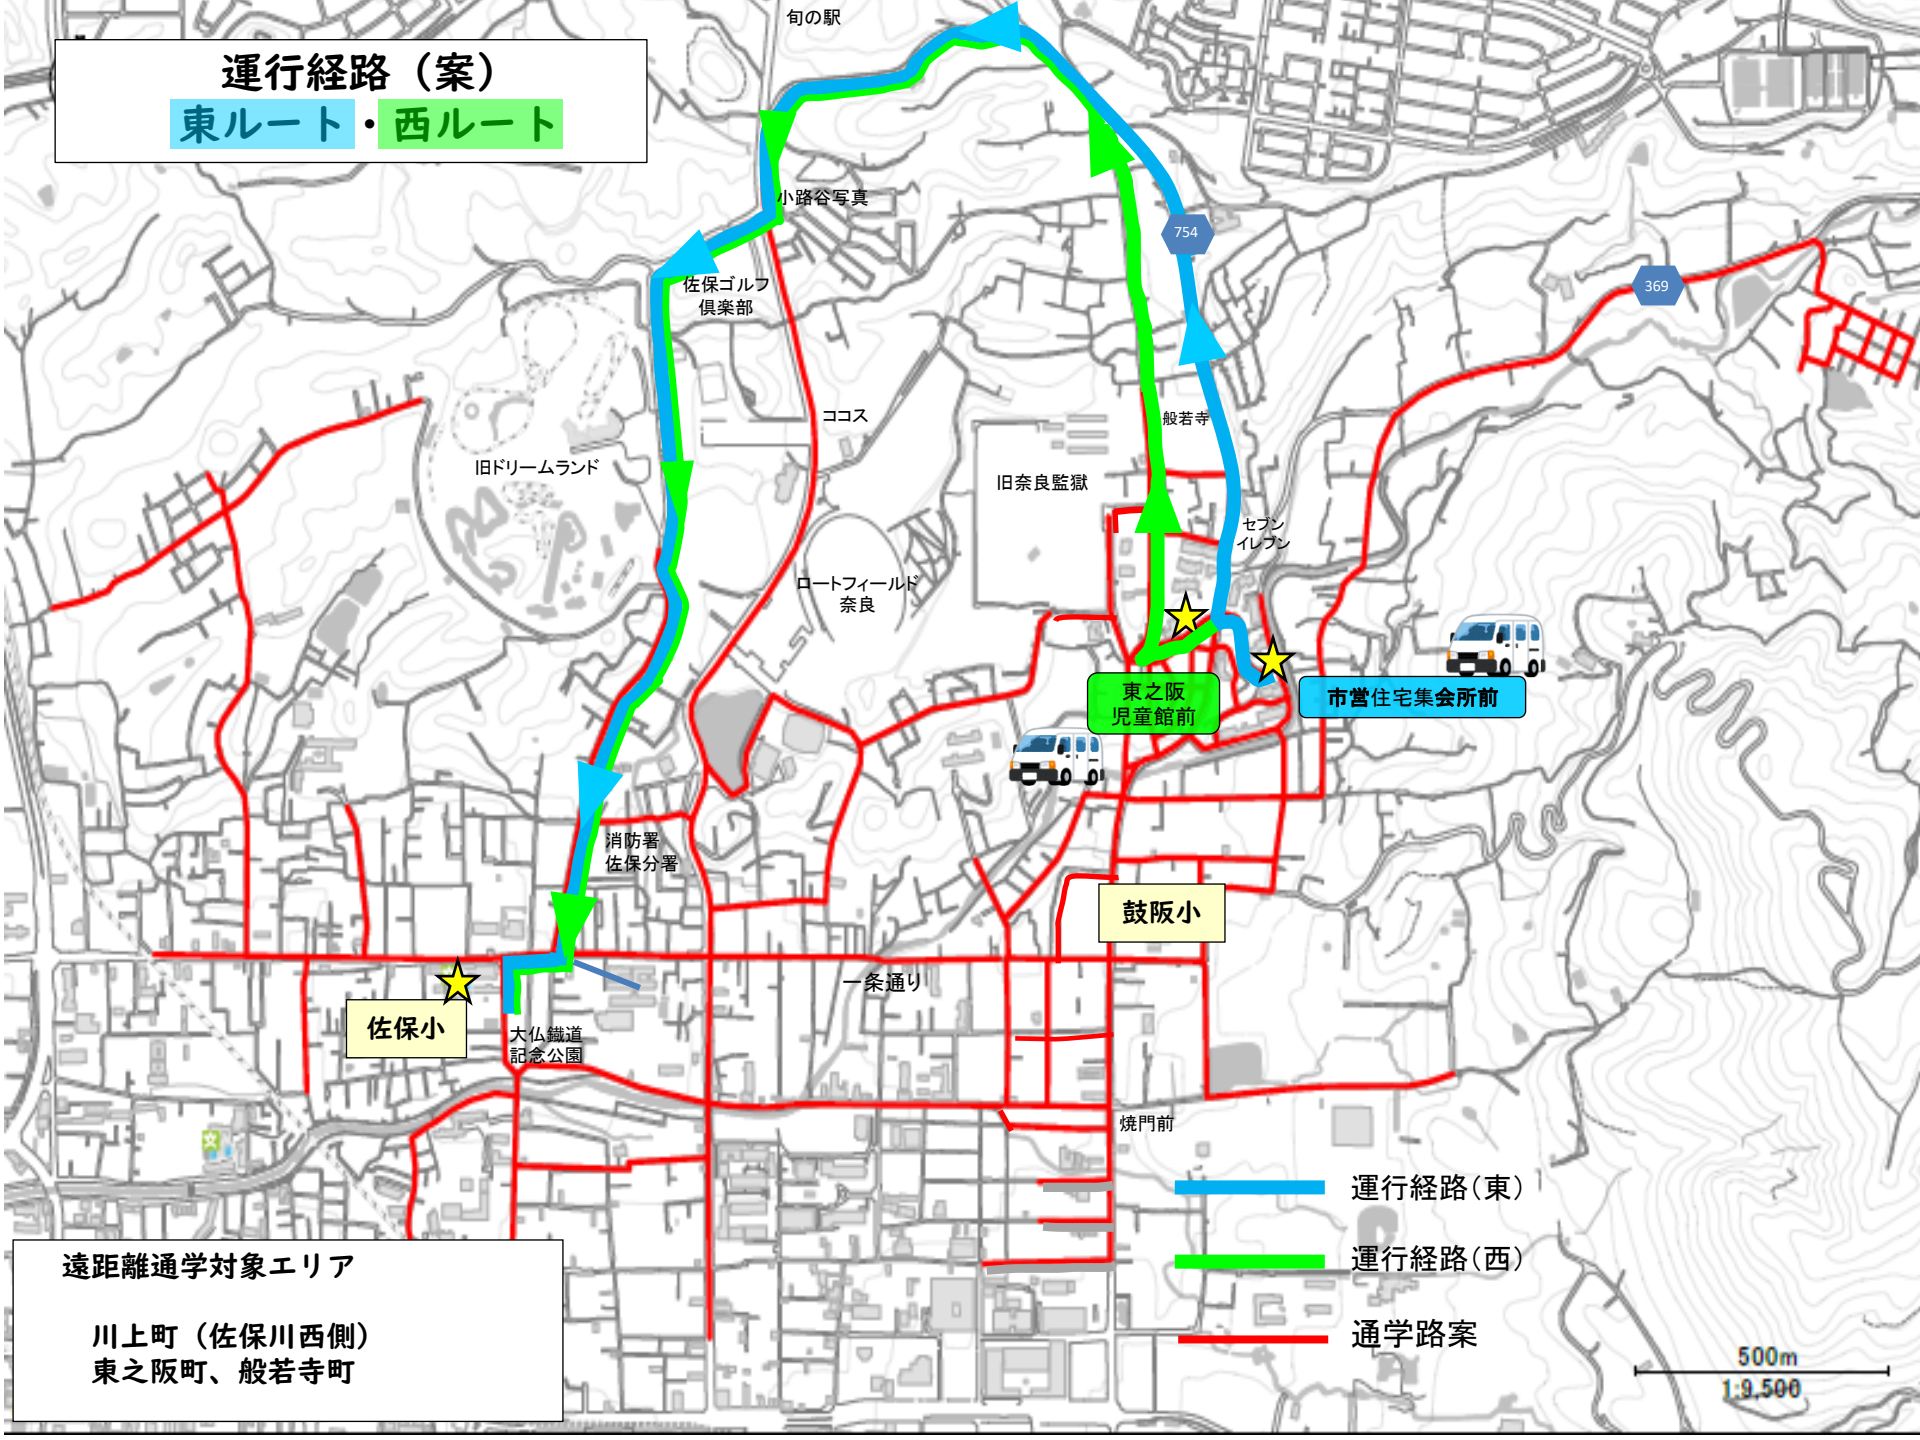 旬の駅
運行経路（案）
東ルート・西ルート
小路谷写真
754
佐保ゴルフ
倶楽部
369
ココス
般若寺
旧ドリームランド
旧奈良監獄
セブン
イレブン
ロートフィールド
奈良
東之阪
児童館前
市営住宅集会所前
消防署
佐保分署
鼓阪小
一条通り
佐保小
大仏鐵道
記念公園
焼門前
文
運行経路（東）
運行経路（西）
通学路案
遠距離通学対象エリア
川上町（佐保川西側）
東之阪町、般若寺町
500m
1:9,500